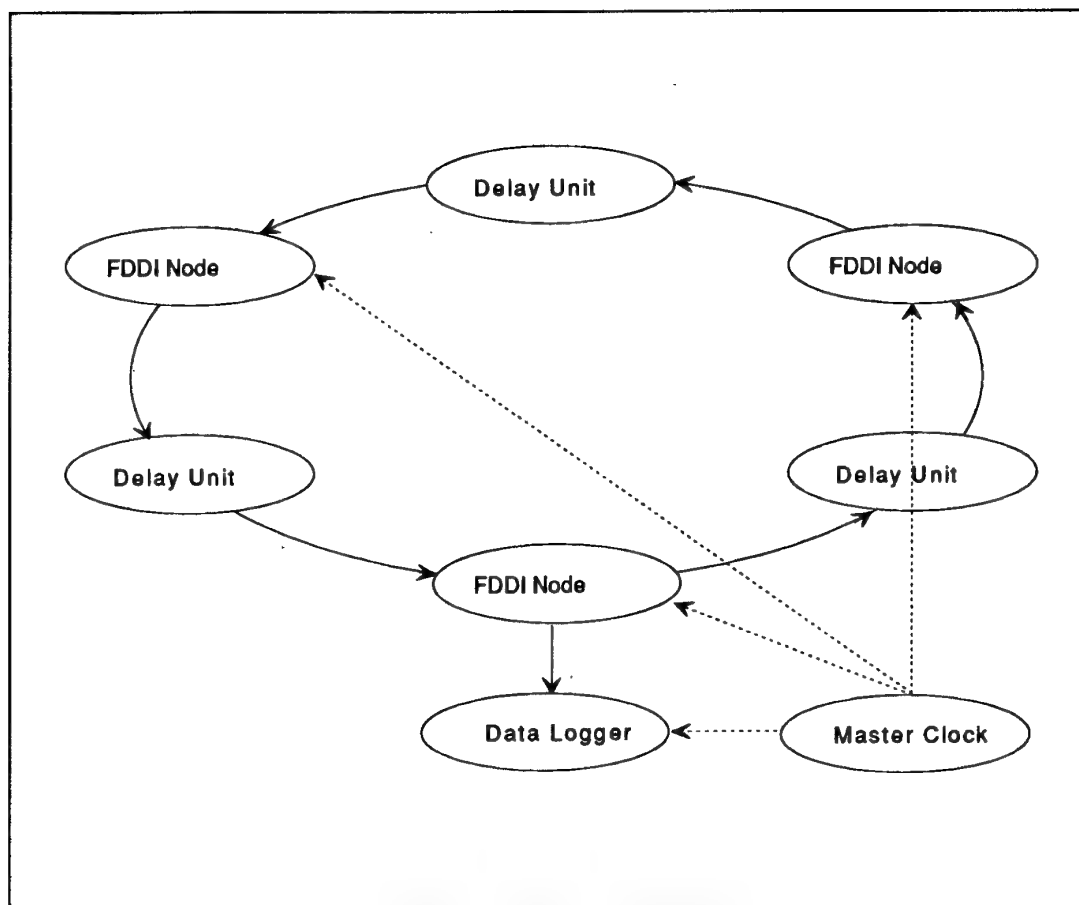 Delay Unit
FDDI Node
FDDI Node
Delay Unit
Delay Unit
FDDI Node
Data Logger
Master Clock